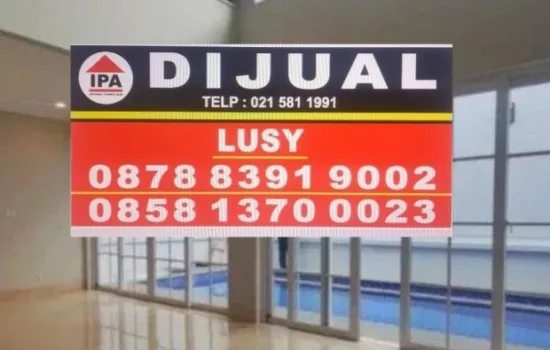 IPA
DIJUAL
TELP : 021 581 1991
LUSY
0878 8391 9002
0858 1370 0023